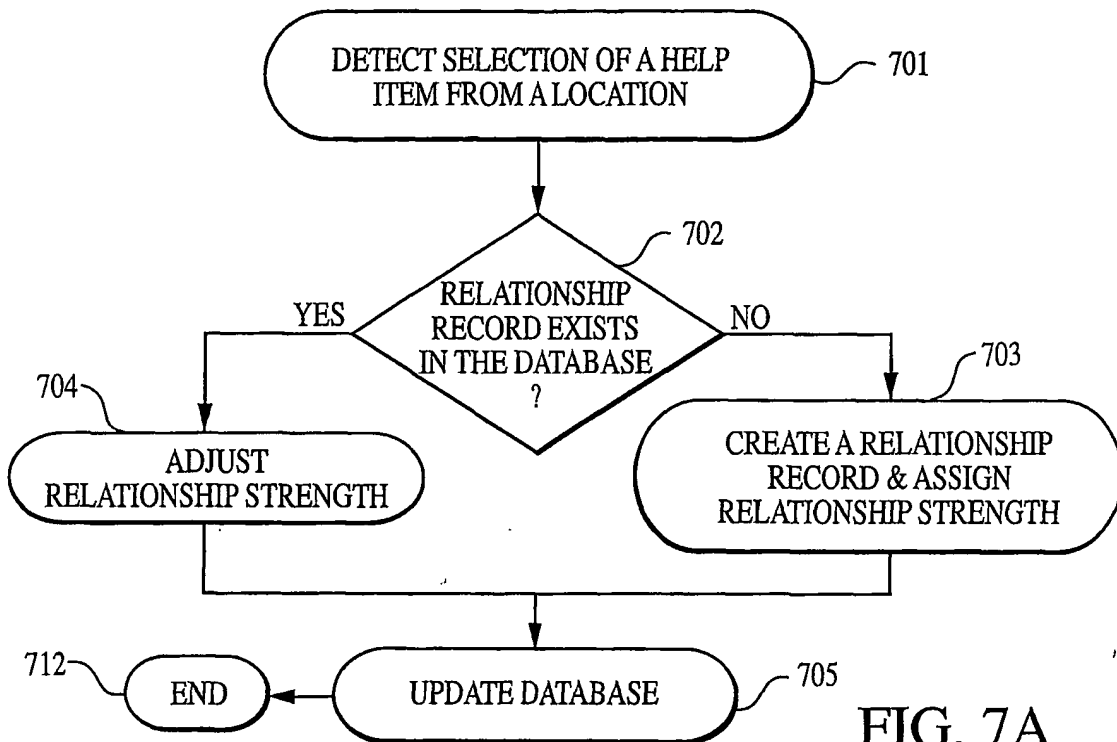 DETECT SELECTION OF A HELP
ITEM FROM A LOCATION
701
702
RELATIONSHIP
RECORD EXISTS
IN THE DATABASE
?
YES
NO
704
703
ADJUST
RELATIONSHIP STRENGTH
CREATE A RELATIONSHIP
RECORD & ASSIGN
RELATIONSHIP STRENGTH
712
END
UPDATE DATABASE
705
FIG. 7A